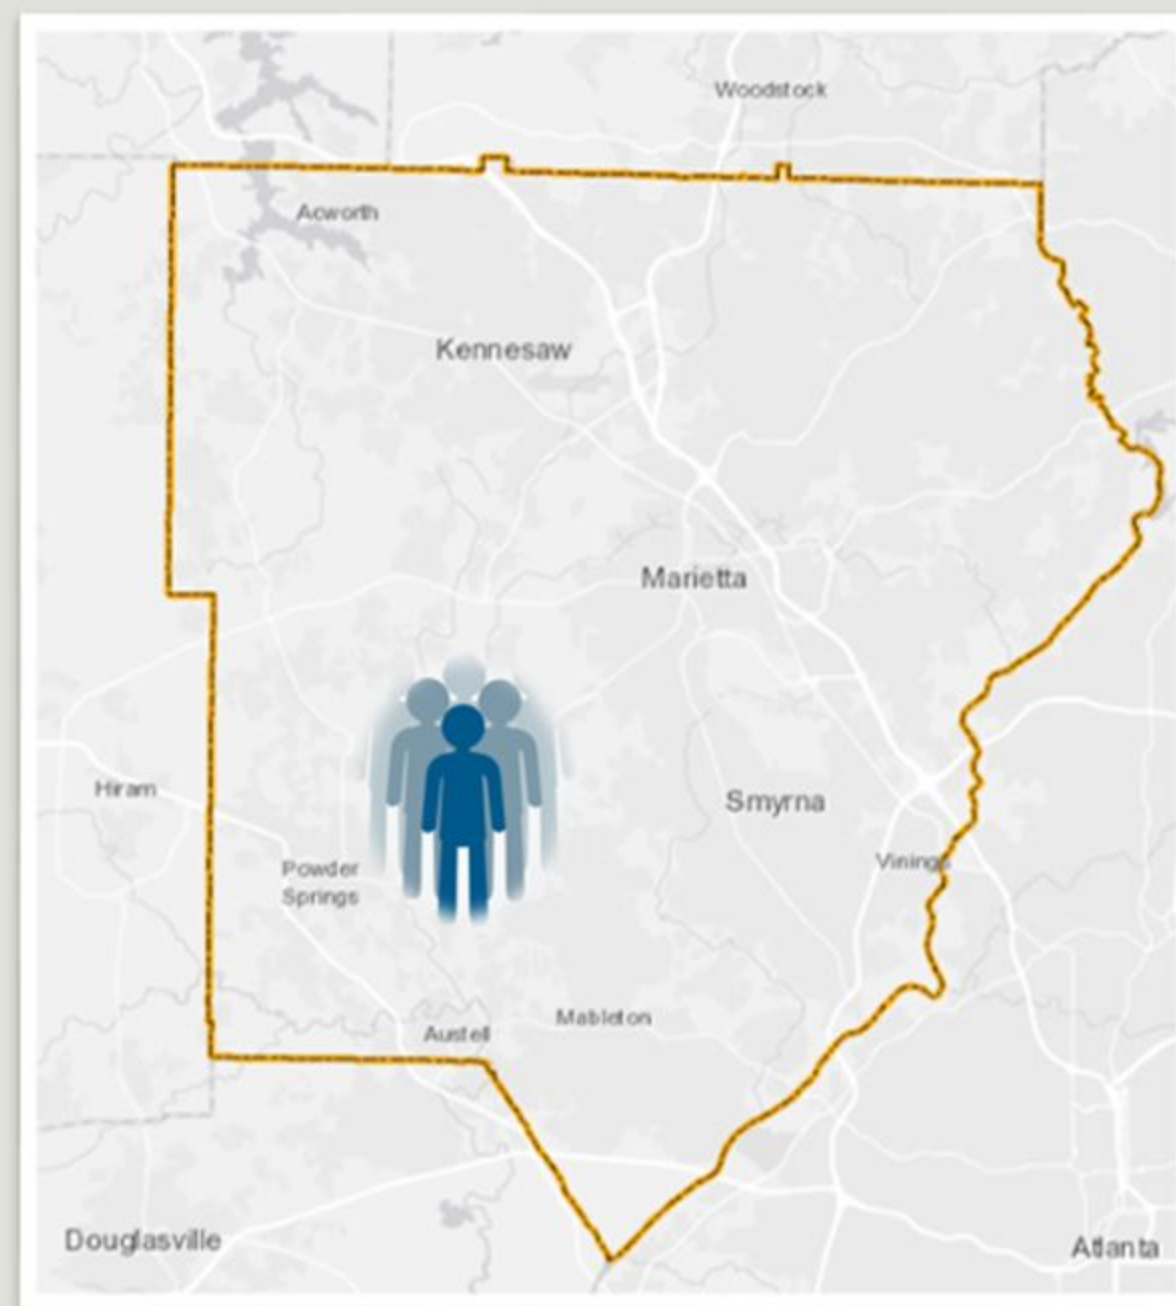 Woodstock
Acworth
Kennesaw
Marietta
Hiram
Smyrna
Vinings
Powder
Springs
Mableton
Austell
Douglasville
Atlanta